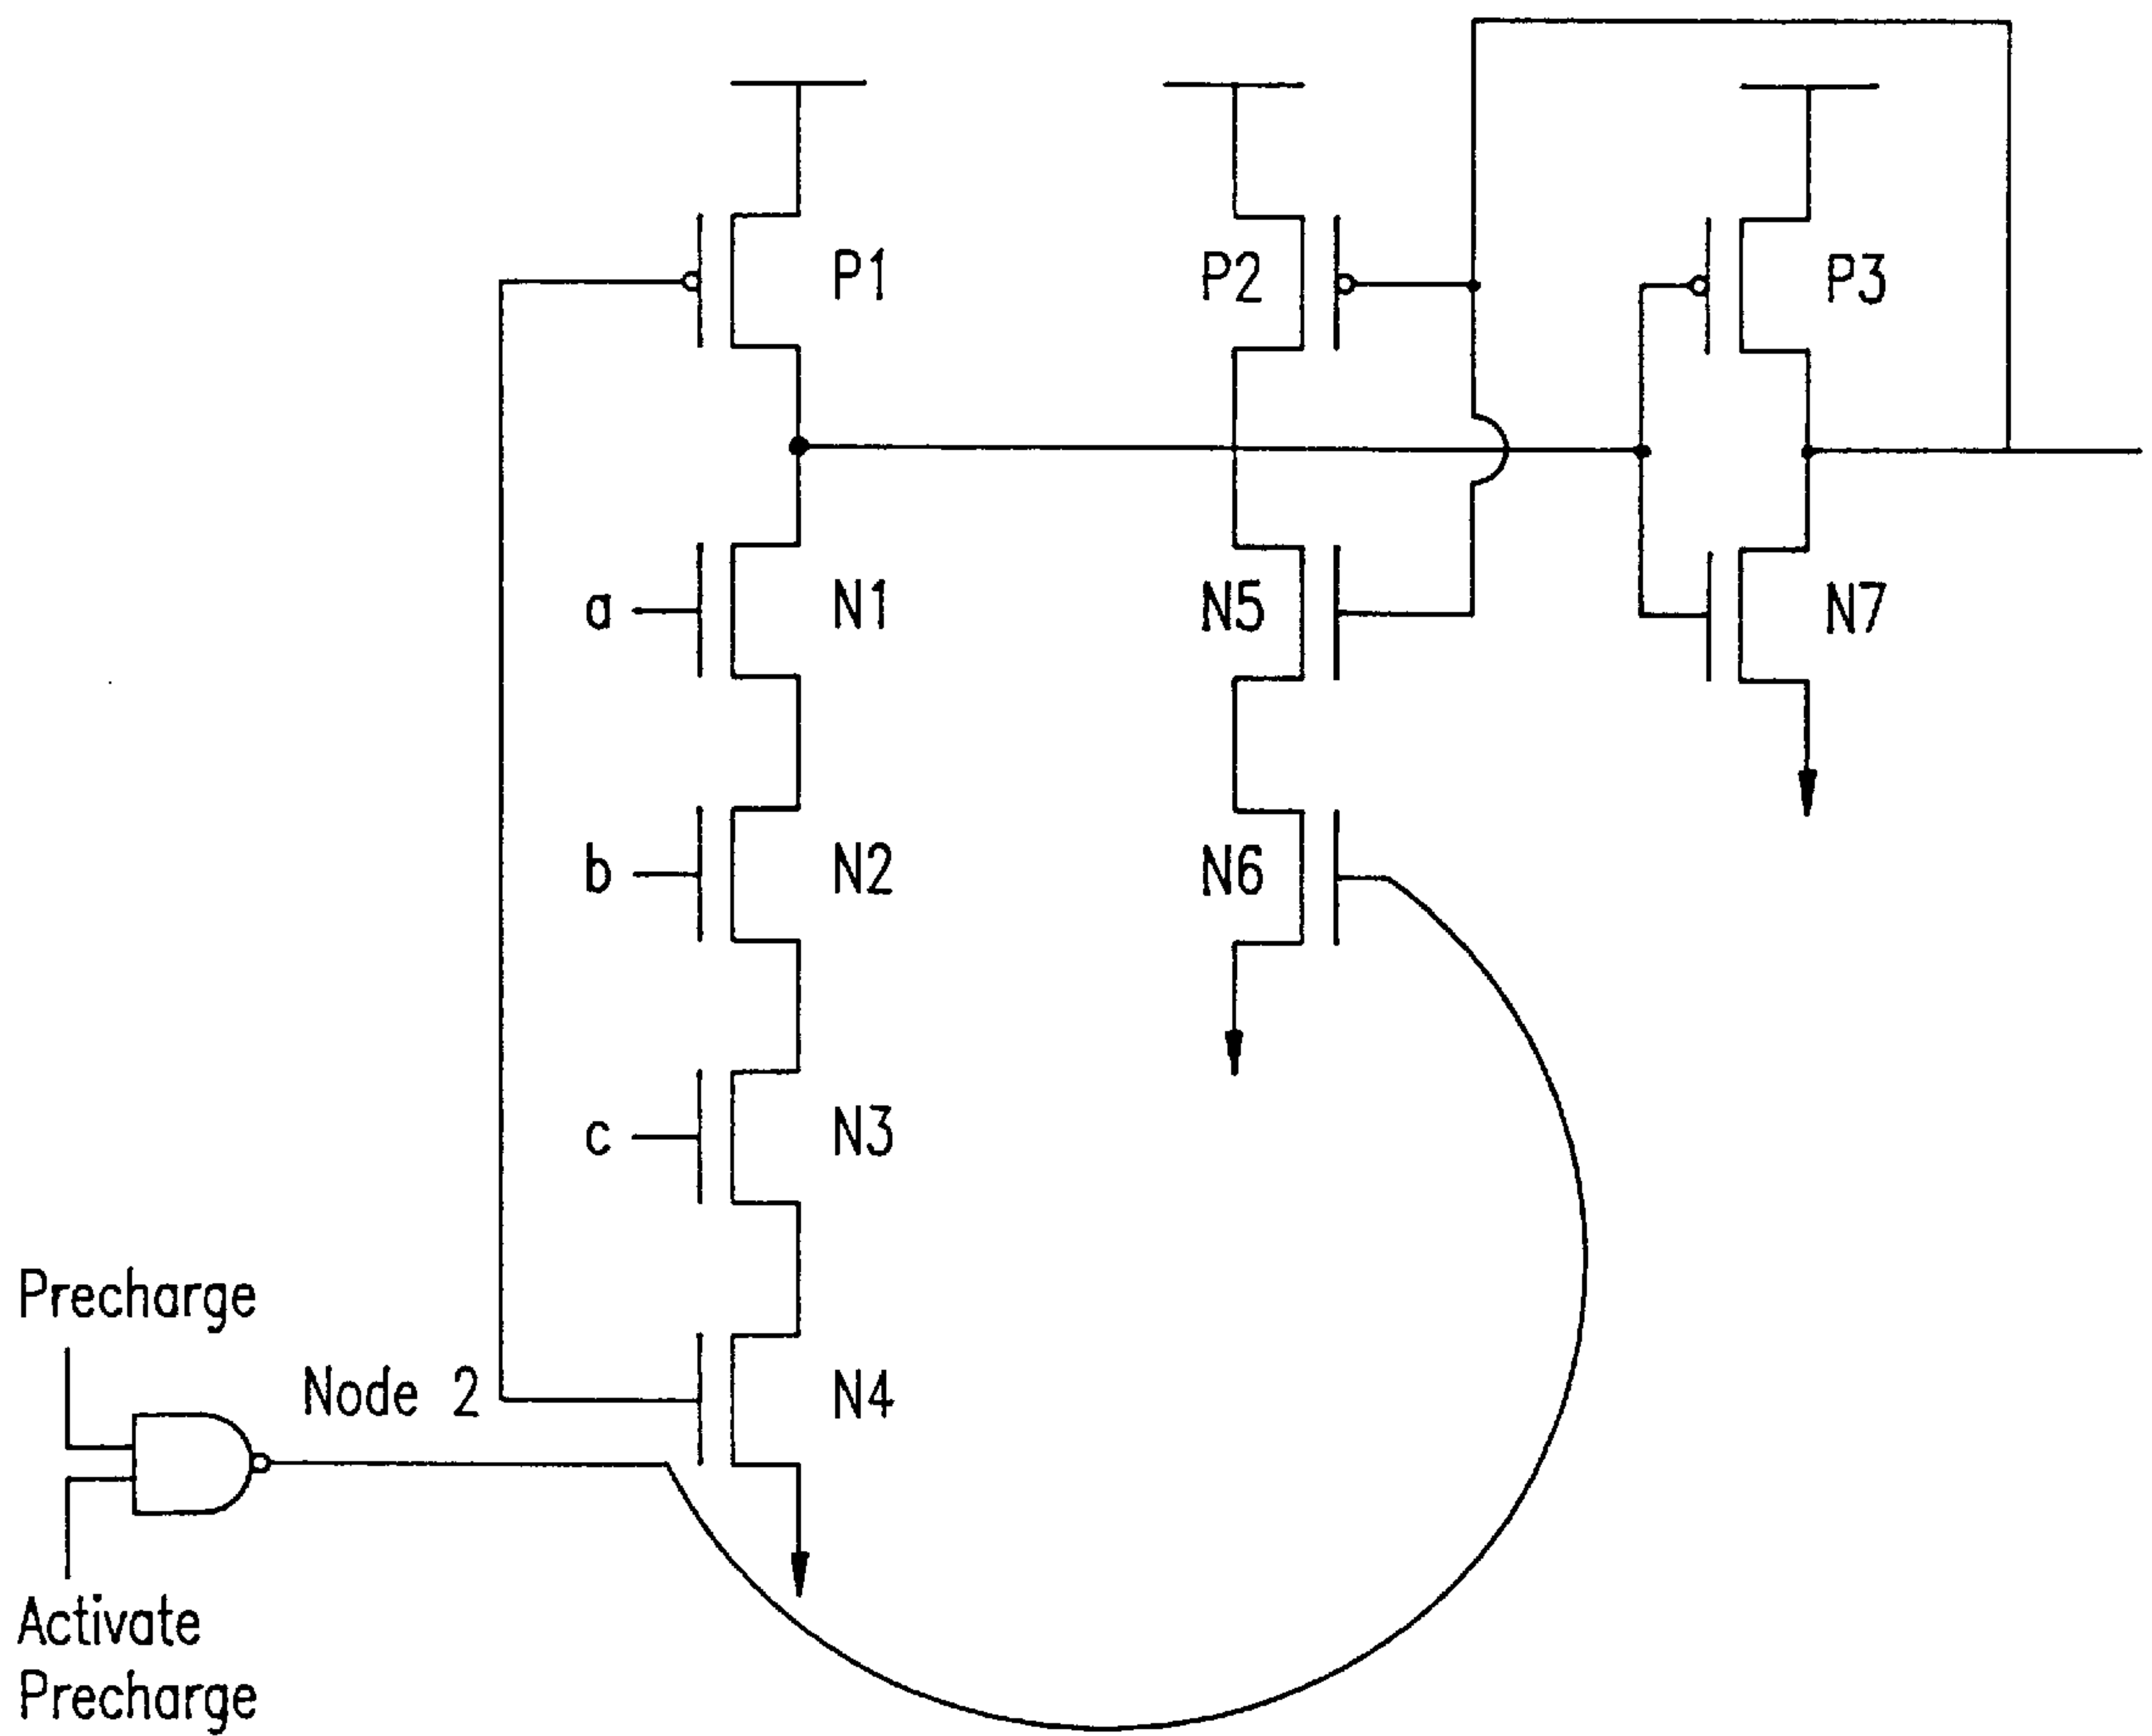 P1
P2
P3
a
N1
N5
N7
b
N2
N6
c
N3
Precharge
Node 2
N4
Activate
Precharge